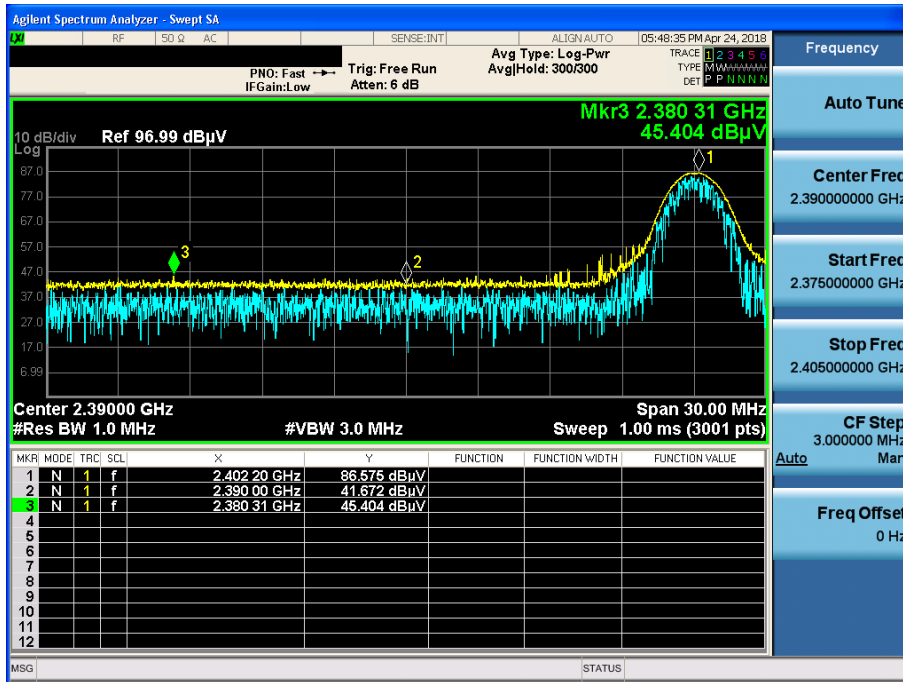 Agilent Spectrum Analyzer - Swept SA
LXI RF 50 Ω AC SENSE:INT ALIGN AUTO 05:48:35 PM Apr 24, 2018
PNO: Fast Trig: Free Run Avg Type: Log-Pwr TRACE 1 2 3 4 5 6
IFGain:Low Atten: 6 dB Avg|Hold: 300/300 TYPE M W W W W W
DET P P N N N N
Mkr3 2.380 31 GHz
45.404 dBµV
10 dB/div Ref 96.99 dBµV
Log
87.0
77.0
67.0
57.0
47.0
37.0
27.0
17.0
6.99
1
2
3
Center 2.39000 GHz Span 30.00 MHz
#Res BW 1.0 MHz #VBW 3.0 MHz Sweep 1.00 ms (3001 pts)
MKR MODE TRC SCL X Y FUNCTION FUNCTION WIDTH FUNCTION VALUE
1 N 1 f 2.402 20 GHz 86.575 dBµV
2 N 1 f 2.390 00 GHz 41.672 dBµV
3 N 1 f 2.380 31 GHz 45.404 dBµV
4
5
6
7
8
9
10
11
12
MSG STATUS
Frequency
Auto Tune
Center Freq
2.390000000 GHz
Start Freq
2.375000000 GHz
Stop Freq
2.405000000 GHz
CF Step
3.000000 MHz
Auto Man
Freq Offset
0 Hz